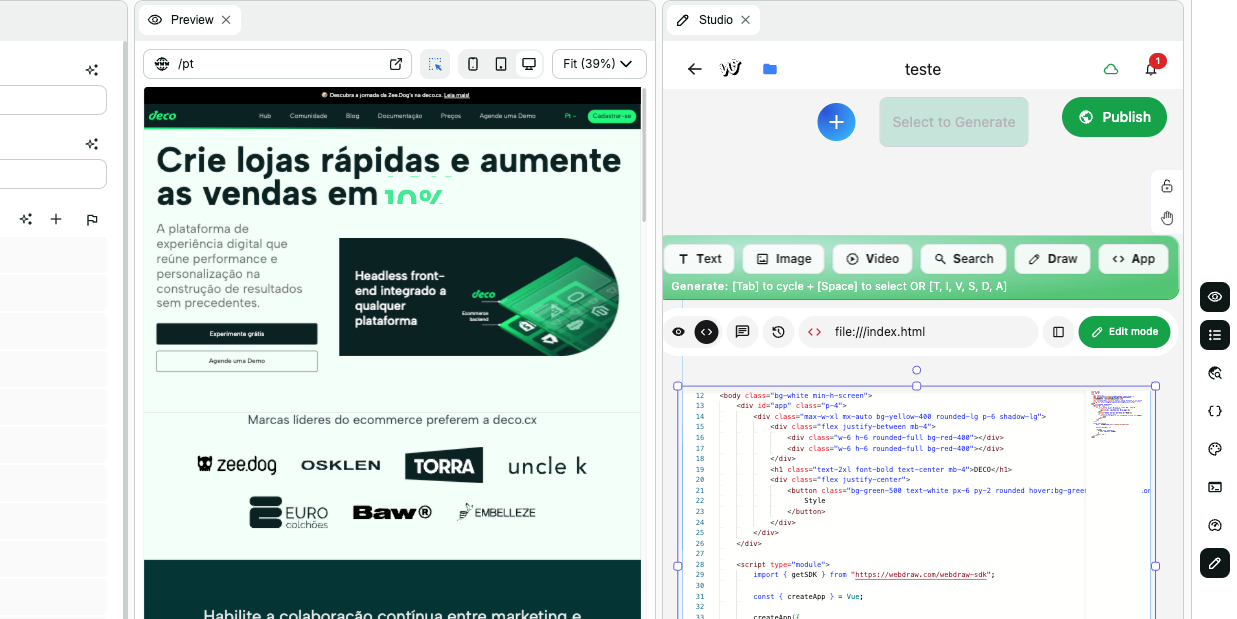 Preview
/pt
Fit (39%)
Descubra a jornada da Zee.Dog's na deco.cx. Leia mais!
deco
Hub
Comunidade
Blog
Documentação
Preços
Agende uma Demo
Pt
Cadastrar-se
Crie lojas rápidas e aumente
as vendas em 10%
A plataforma de
experiência digital que
reúne performance e
personalização na
construção de resultados
sem precedentes.
Experimente grátis
Agende uma Demo
Headless front-
end integrado a
qualquer
plataforma
deco
Ecommerce
backend
Marcas líderes do ecommerce preferem a deco.cx
zee.dog
OSKLEN
TORRA
uncle k
EURO
colchões
Baw®
EMBELLEZE
Habilite a colaboração contínua entre marketing e
Studio
teste
1
Select to Generate
Publish
Text
Image
Video
Search
Draw
App
Generate: [Tab] to cycle + [Space] to select OR [T, I, V, S, D, A]
file:///index.html
Edit mode
12 <body class="bg-white min-h-screen">
13 <div id="app" class="p-4">
14 <div class="max-w-xl mx-auto bg-yellow-400 rounded-lg p-6 shadow-lg">
15 <div class="flex justify-between mb-4">
16 <div class="w-6 h-6 rounded-full bg-red-400"></div>
17 <div class="w-6 h-6 rounded-full bg-red-400"></div>
18 </div>
19 <h1 class="text-2xl font-bold text-center mb-4">DECO</h1>
20 <div class="flex justify-center">
21 <button class="bg-green-500 text-white px-6 py-2 rounded hover:bg-gree
22 Style
23 </button>
24 </div>
25 </div>
26 </div>
27
28 <script type="module">
29 import { getSDK } from "https://webdraw.com/webdraw-sdk";
30
31 const { createApp } = Vue;
32
33 createApp({